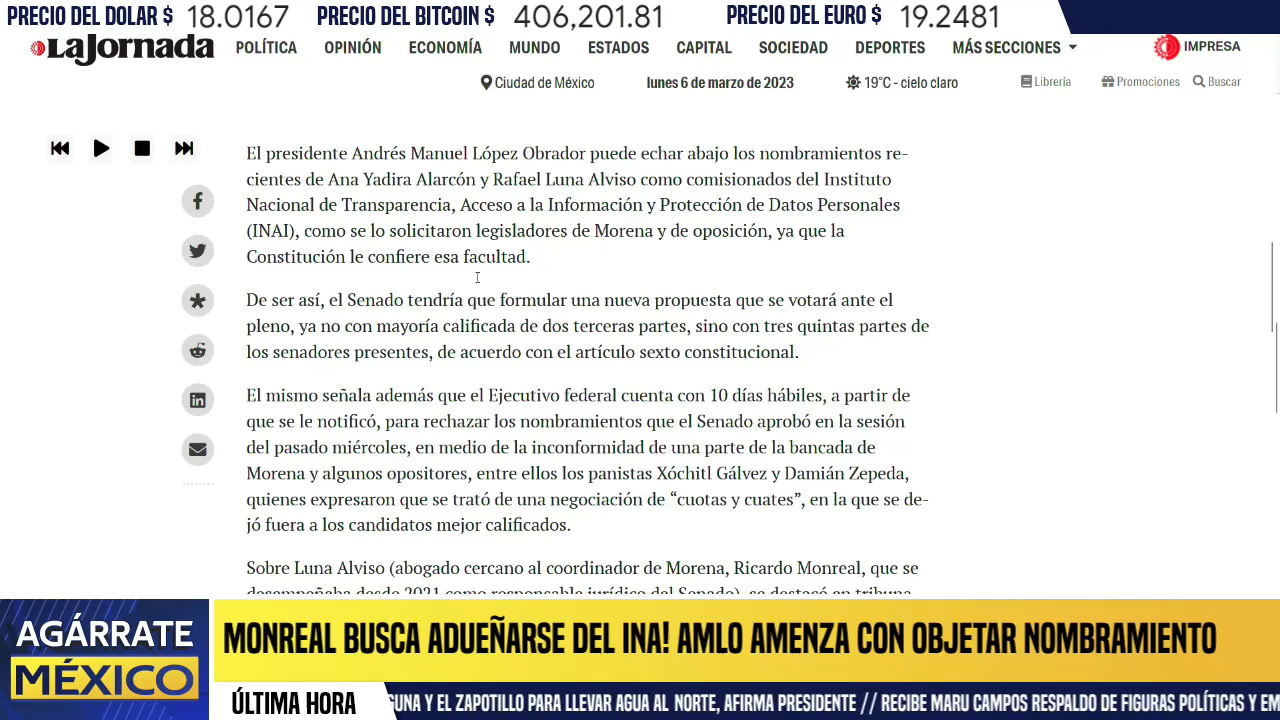 PRECIO DEL DOLAR $ 18.0167 PRECIO DEL BITCOIN $ 406,201.81 PRECIO DEL EURO $ 19.2481
LaJornada POLÍTICA OPINIÓN ECONOMÍA MUNDO ESTADOS CAPITAL SOCIEDAD DEPORTES MÁS SECCIONES IMPRESA
Ciudad de México lunes 6 de marzo de 2023 19°C - cielo claro Librería Promociones Buscar
El presidente Andrés Manuel López Obrador puede echar abajo los nombramientos re-
cientes de Ana Yadira Alarcón y Rafael Luna Alviso como comisionados del Instituto
Nacional de Transparencia, Acceso a la Información y Protección de Datos Personales
(INAI), como se lo solicitaron legisladores de Morena y de oposición, ya que la
Constitución le confiere esa facultad.
De ser así, el Senado tendría que formular una nueva propuesta que se votará ante el
pleno, ya no con mayoría calificada de dos terceras partes, sino con tres quintas partes de
los senadores presentes, de acuerdo con el artículo sexto constitucional.
El mismo señala además que el Ejecutivo federal cuenta con 10 días hábiles, a partir de
que se le notificó, para rechazar los nombramientos que el Senado aprobó en la sesión
del pasado miércoles, en medio de la inconformidad de una parte de la bancada de
Morena y algunos opositores, entre ellos los panistas Xóchitl Gálvez y Damián Zepeda,
quienes expresaron que se trató de una negociación de “cuotas y cuates”, en la que se de-
jó fuera a los candidatos mejor calificados.
Sobre Luna Alviso (abogado cercano al coordinador de Morena, Ricardo Monreal, que se
desempeñaba desde 2021 como responsable jurídico del Senado), se destacó en tribuna
AGÁRRATE
MÉXICO
MONREAL BUSCA ADUEÑARSE DEL INA! AMLO AMENZA CON OBJETAR NOMBRAMIENTO
ÚLTIMA HORA GUNA Y EL ZAPOTILLO PARA LLEVAR AGUA AL NORTE, AFIRMA PRESIDENTE // RECIBE MARU CAMPOS RESPALDO DE FIGURAS POLÍTICAS Y EM